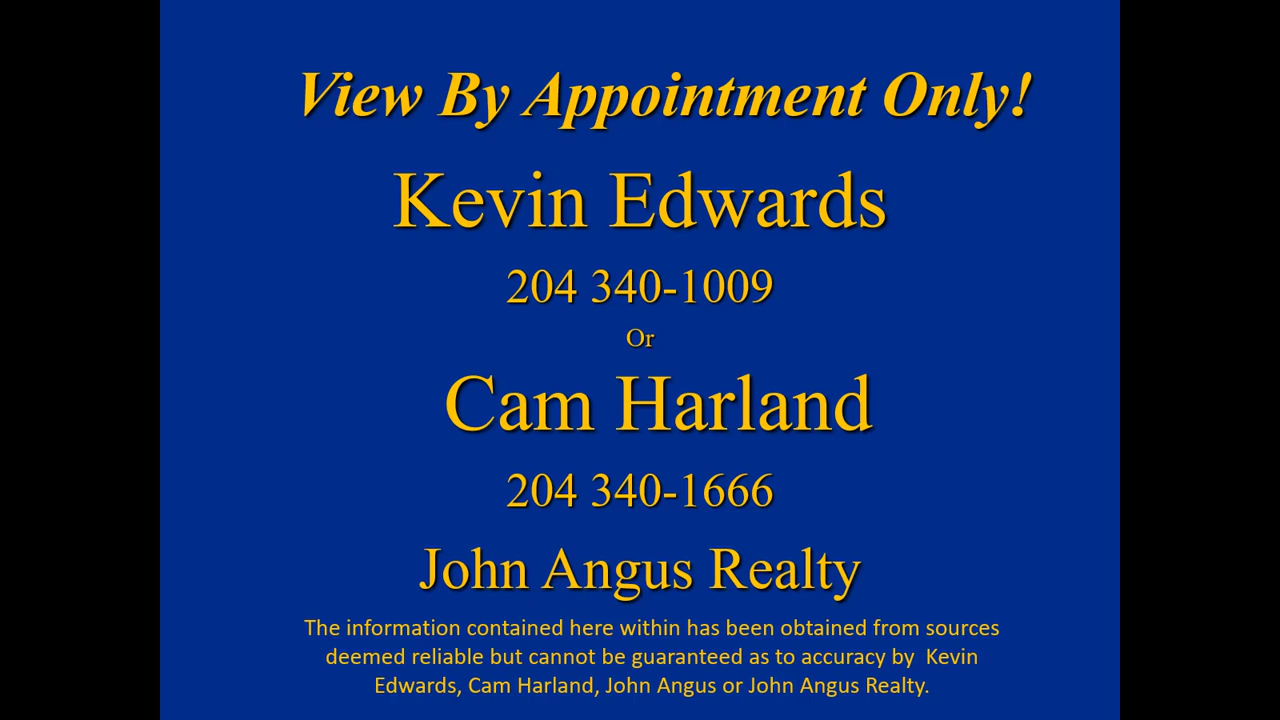 View By Appointment Only!
Kevin Edwards
204 340-1009
Or
Cam Harland
204 340-1666
John Angus Realty
The information contained here within has been obtained from sources
deemed reliable but cannot be guaranteed as to accuracy by  Kevin
Edwards, Cam Harland, John Angus or John Angus Realty.